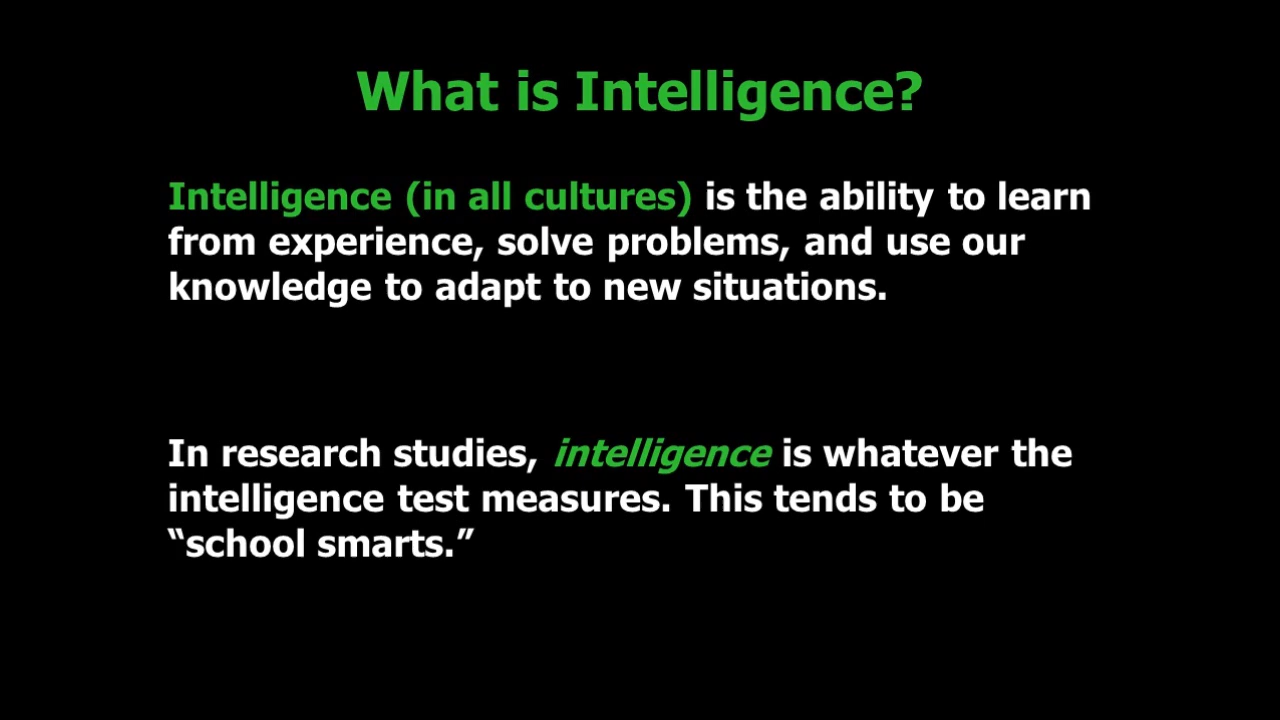 What is Intelligence?
Intelligence (in all cultures) is the ability to learn
from experience, solve problems, and use our
knowledge to adapt to new situations.
In research studies, intelligence is whatever the
intelligence test measures. This tends to be
“school smarts.”